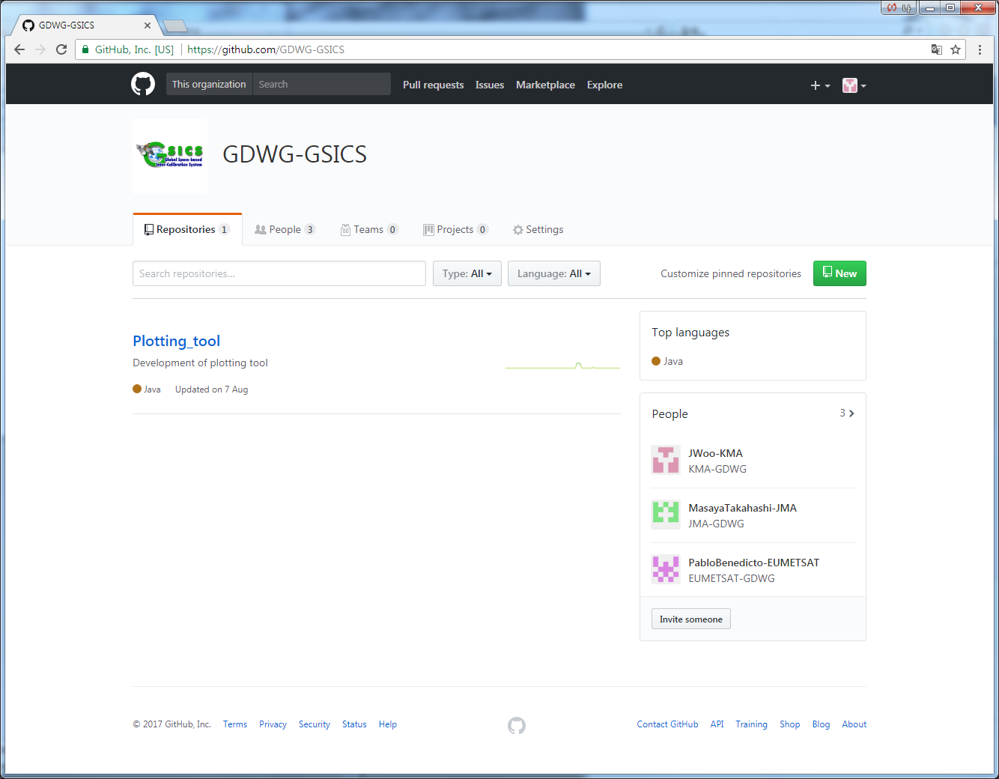 GDWG-GSICS
GitHub, Inc. [US] https://github.com/GDWG-GSICS
This organization Search Pull requests Issues Marketplace Explore
GSICS
Global Space-based
Inter-Calibration System
GDWG-GSICS
Repositories 1 People 3 Teams 0 Projects 0 Settings
Search repositories... Type: All Language: All Customize pinned repositories New
Plotting_tool
Development of plotting tool
Java Updated on 7 Aug
Top languages
Java
People 3
JWoo-KMA
KMA-GDWG
MasayaTakahashi-JMA
JMA-GDWG
PabloBenedicto-EUMETSAT
EUMETSAT-GDWG
Invite someone
© 2017 GitHub, Inc. Terms Privacy Security Status Help Contact GitHub API Training Shop Blog About